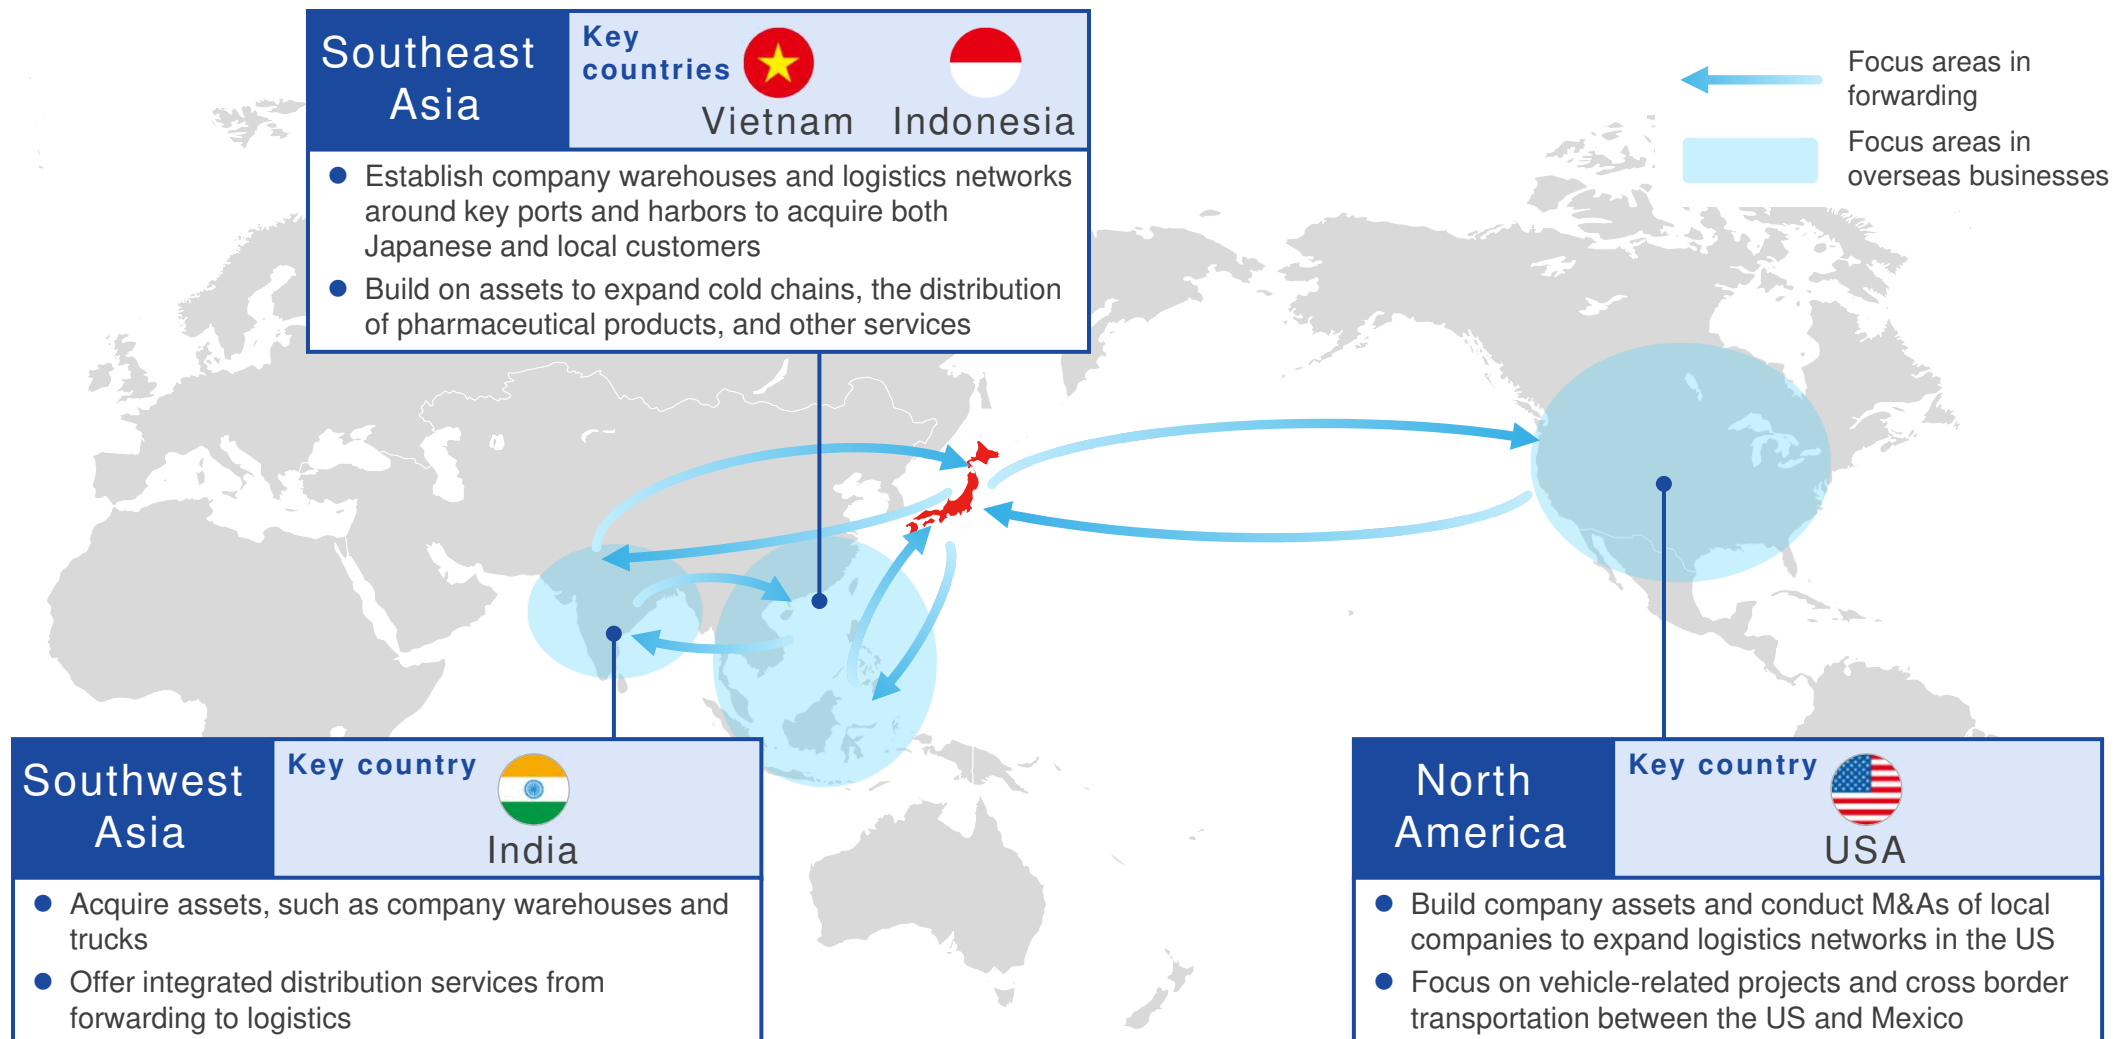 Southeast
Asia
Key
countries
Vietnam
Indonesia
Establish company warehouses and logistics networks
around key ports and harbors to acquire both
Japanese and local customers
Build on assets to expand cold chains, the distribution
of pharmaceutical products, and other services
Focus areas in
forwarding
Focus areas in
overseas businesses
Southwest
Asia
Key country
India
Acquire assets, such as company warehouses and
trucks
Offer integrated distribution services from
forwarding to logistics
North
America
Key country
USA
Build company assets and conduct M&As of local
companies to expand logistics networks in the US
Focus on vehicle-related projects and cross border
transportation between the US and Mexico